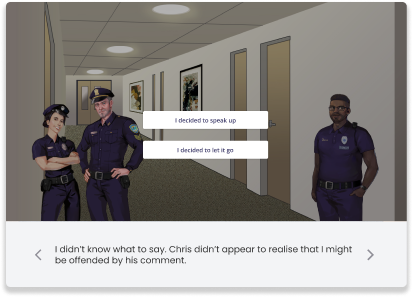 I decided to speak up
I decided to let it go
I didn't know what to say. Chris didn't appear to realise that I might
be offended by his comment.